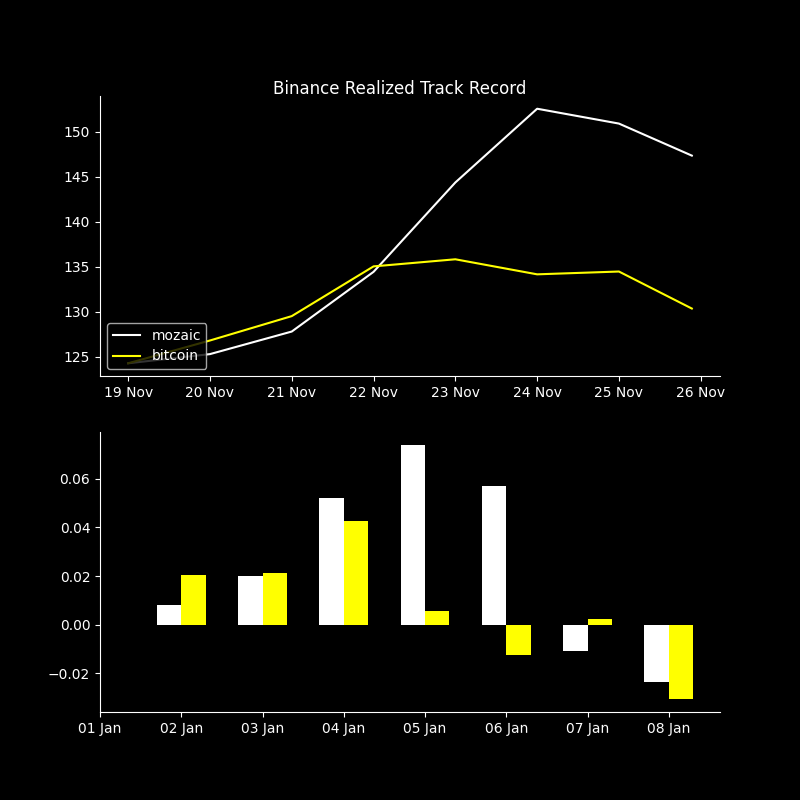 Binance Realized Track Record
150
145
140
135
130
125
mozaic
bitcoin
19 Nov 20 Nov 21 Nov 22 Nov 23 Nov 24 Nov 25 Nov 26 Nov
0.06
0.04
0.02
0.00
−0.02
01 Jan 02 Jan 03 Jan 04 Jan 05 Jan 06 Jan 07 Jan 08 Jan